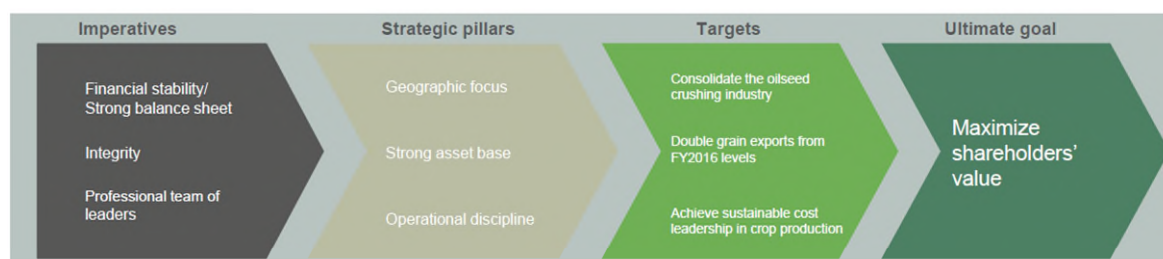 Imperatives
Financial stability/
Strong balance sheet
Integrity
Professional team of
leaders
Strategic pillars
Geographic focus
Strong asset base
Operational discipline
Targets
Consolidate the oilseed
crushing industry
Double grain exports from
FY2016 levels
Achieve sustainable cost
leadership in crop production
Ultimate goal
Maximize
shareholders'
value